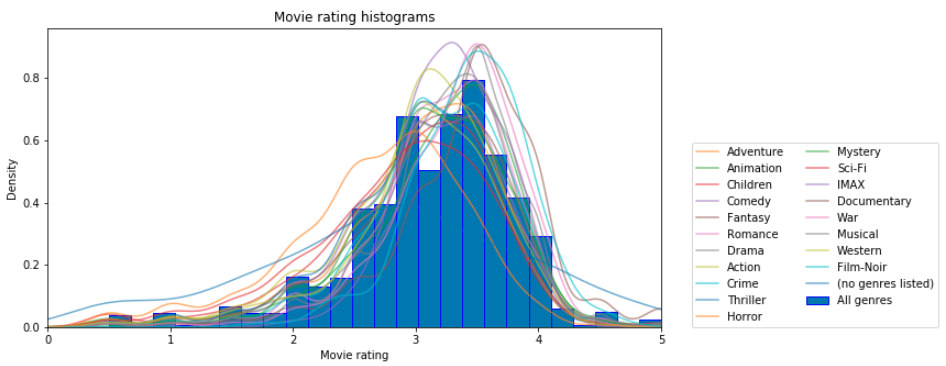 Movie rating histograms
Density
0.8
0.6
0.4
0.2
0.0
0 1 2 3 4 5
Movie rating
Adventure
Animation
Children
Comedy
Fantasy
Romance
Drama
Action
Crime
Thriller
Horror
Mystery
Sci-Fi
IMAX
Documentary
War
Musical
Western
Film-Noir
(no genres listed)
All genres